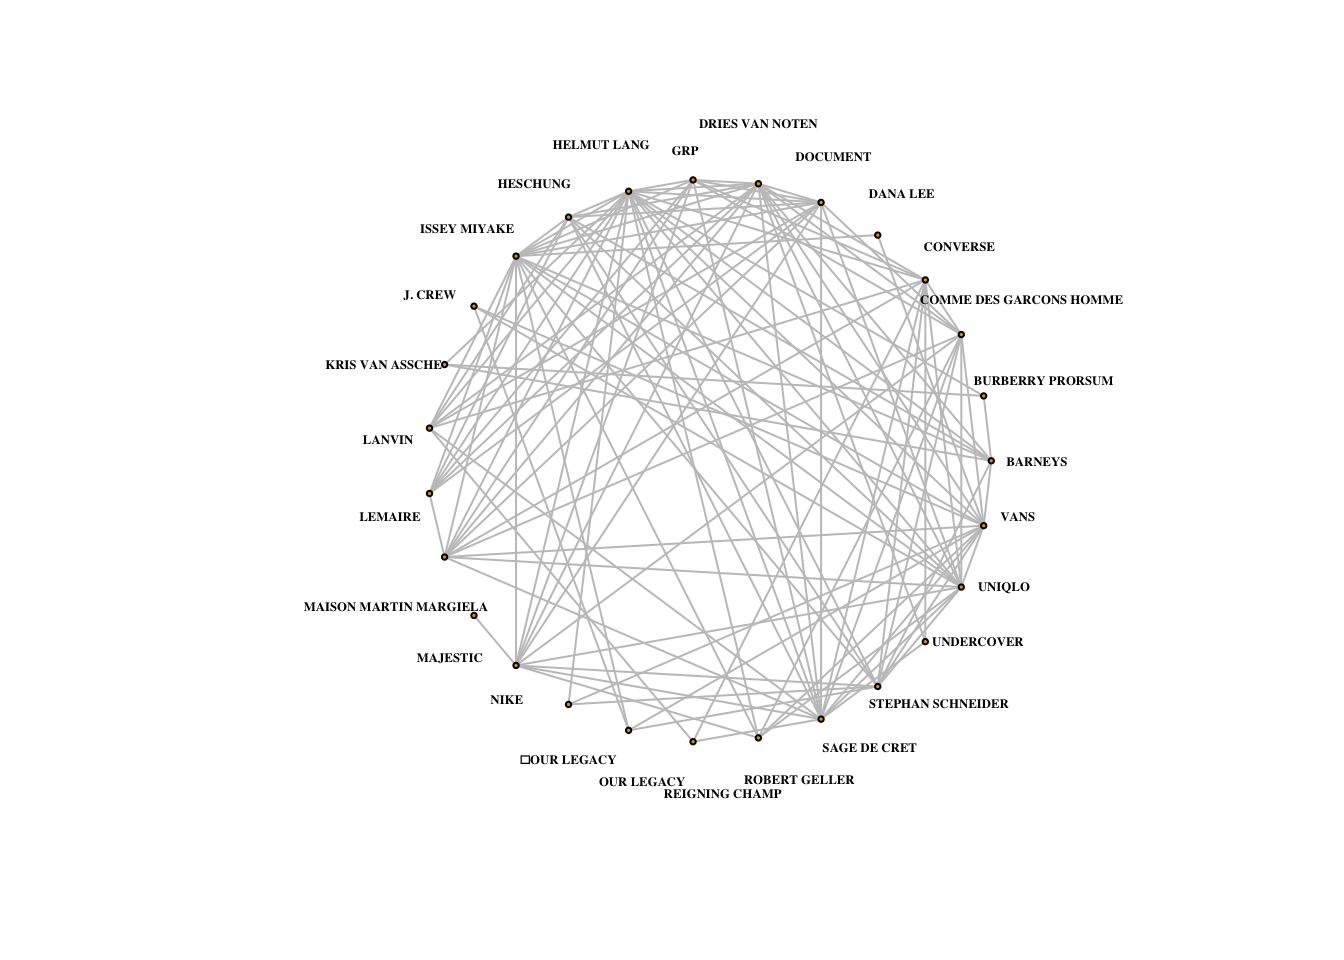 DRIES VAN NOTEN
HELMUT LANG
GRP
DOCUMENT
HESCHUNG
DANA LEE
ISSEY MIYAKE
CONVERSE
J. CREW
COMME DES GARCONS HOMME
KRIS VAN ASSCHE
BURBERRY PRORSUM
LANVIN
BARNEYS
LEMAIRE
VANS
MAISON MARTIN MARGIELA
UNIQLO
MAJESTIC
UNDERCOVER
NIKE
STEPHAN SCHNEIDER
□OUR LEGACY
SAGE DE CRET
OUR LEGACY
ROBERT GELLER
REIGNING CHAMP